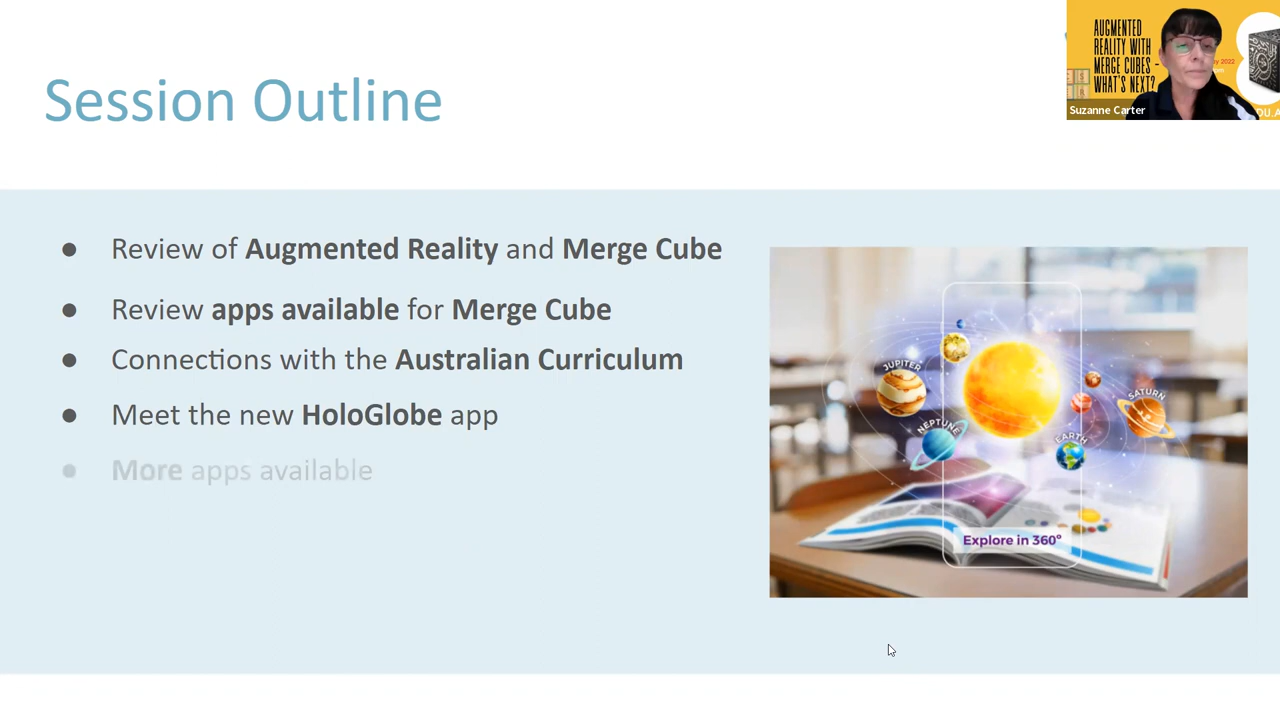 Session Outline
AUGMENTED
REALITY WITH
MERGE CUBES -
WHAT'S NEXT?
2022
Suzanne Carter
DU.A
● Review of Augmented Reality and Merge Cube
● Review apps available for Merge Cube
● Connections with the Australian Curriculum
● Meet the new HoloGlobe app
● More apps available
JUPITER
NEPTUNE
EARTH
SATURN
Explore in 360°